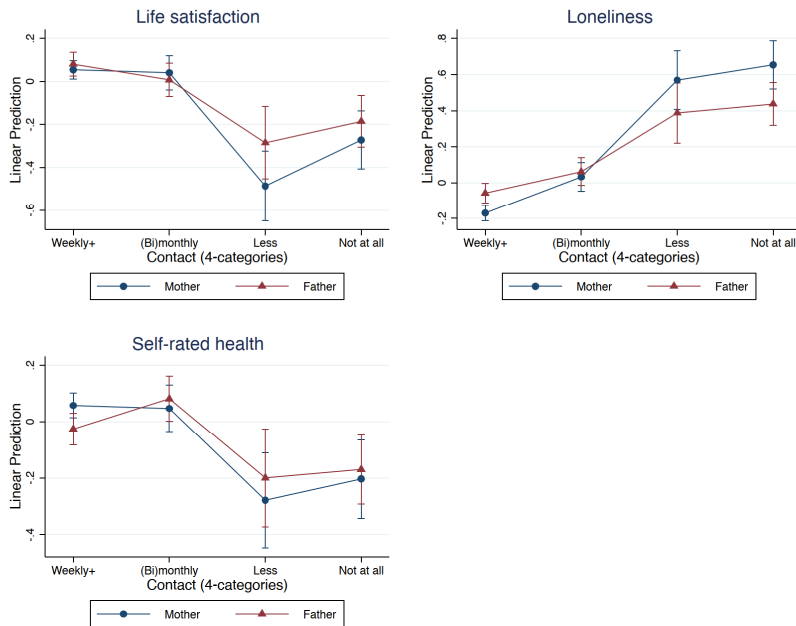 Life satisfaction
Linear Prediction
.2
0
-.2
-.4
-.6
Weekly+ (Bi)monthly Less Not at all
Contact (4-categories)
Mother Father
Loneliness
Linear Prediction
.8
.6
.4
.2
0
-.2
Weekly+ (Bi)monthly Less Not at all
Contact (4-categories)
Mother Father
Self-rated health
Linear Prediction
.2
0
-.2
-.4
Weekly+ (Bi)monthly Less Not at all
Contact (4-categories)
Mother Father